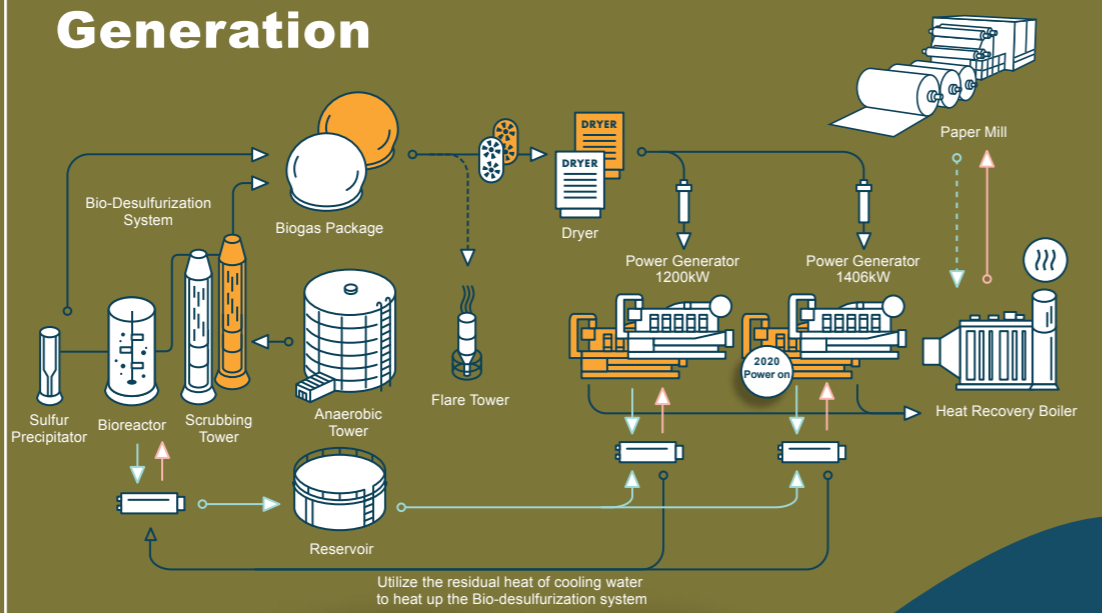 Generation
Paper Mill
DRYER
DRYER
Bio-Desulfurization
System
Biogas Package
Dryer
Power Generator
1200kW
Power Generator
1406kW
2020
Power on
Flare Tower
Heat Recovery Boiler
Sulfur
Precipitator
Bioreactor
Scrubbing
Tower
Anaerobic
Tower
Reservoir
Utilize the residual heat of cooling water
to heat up the Bio-desulfurization system